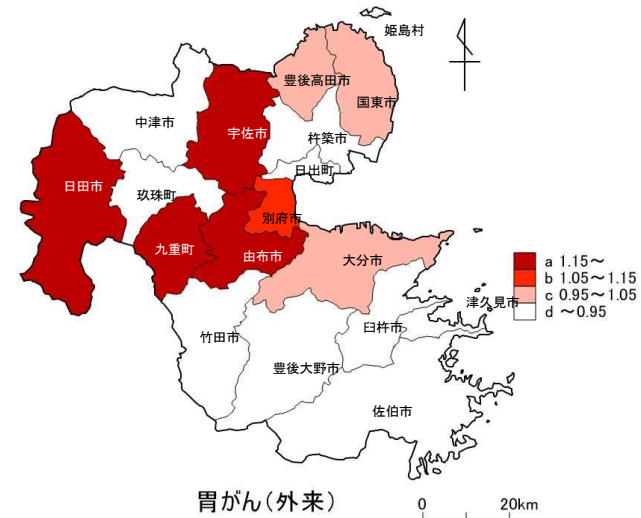 姫島村
豊後高田市
国東市
中津市
宇佐市
杵築市
日出町
日田市
玖珠町
別府市
九重町
由布市
大分市
a 1.15～
b 1.05～1.15
c 0.95～1.05
d ～0.95
津久見市
臼杵市
竹田市
豊後大野市
佐伯市
胃がん(外来)
0 20km